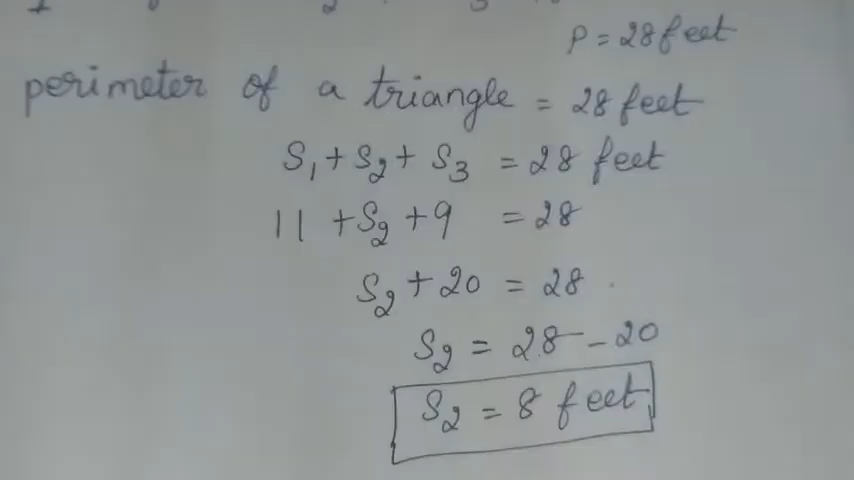 P = 28 feet
perimeter of a triangle = 28 feet
S₁ + S₂ + S₃ = 28 feet
11 + S₂ + 9 = 28
S₂ + 20 = 28
S₂ = 28 - 20
S₂ = 8 feet